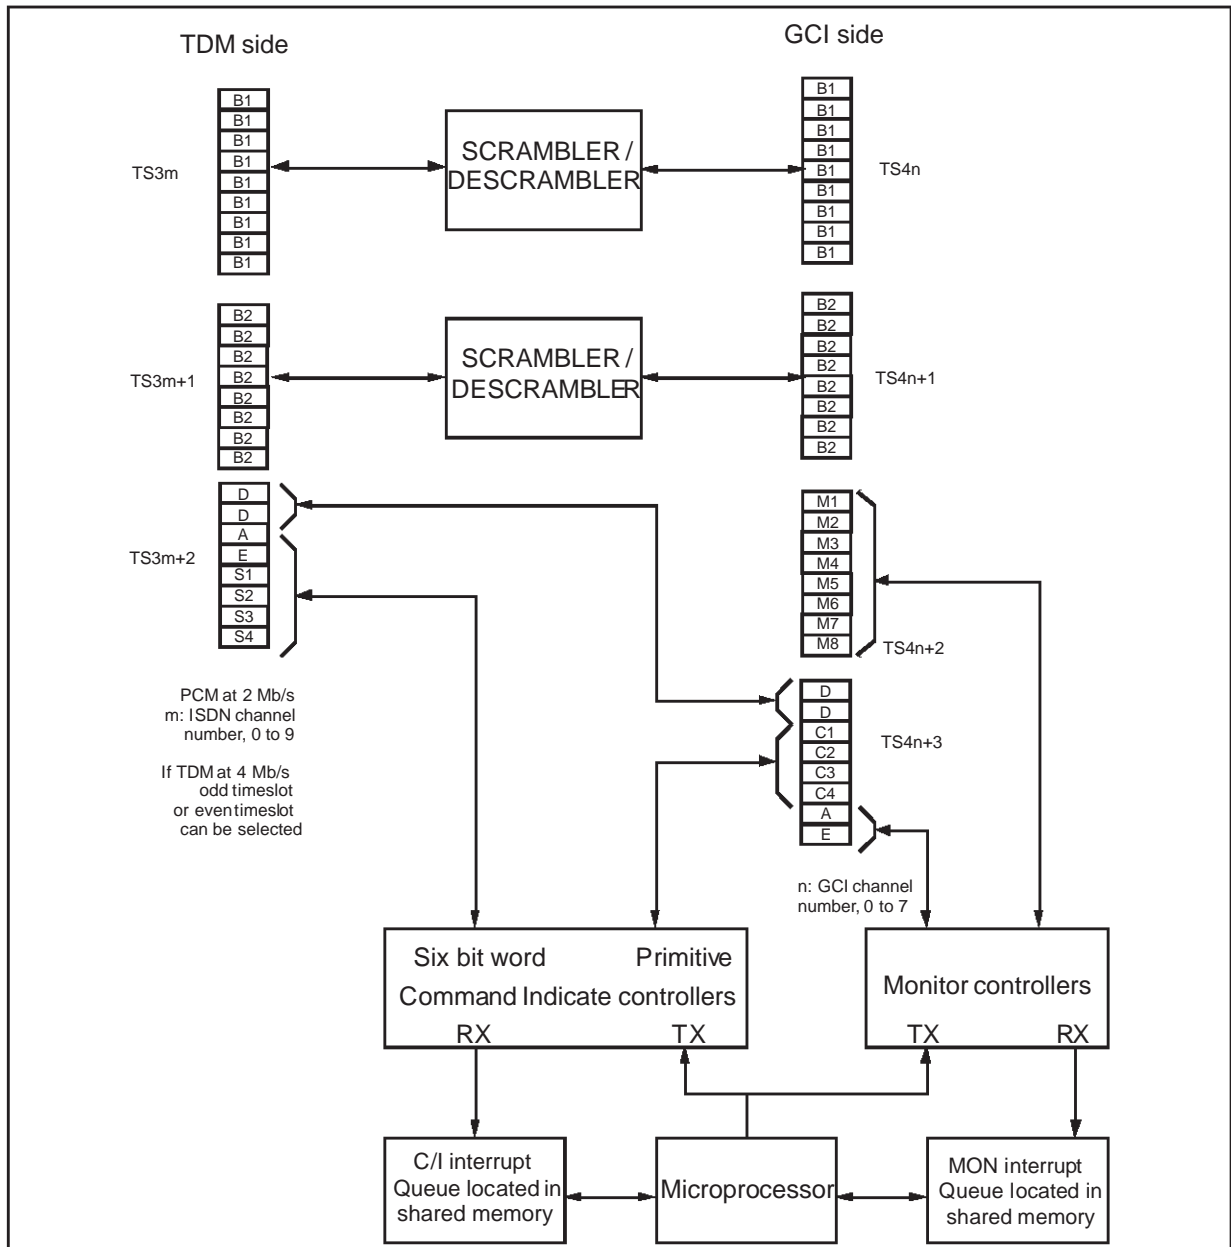 TDM side
B1
B1
B1
B1
B1
B1
B1
B1
B1
TS3m
SCRAMBLER /
DESCRAMBLER
GCI side
B1
B1
B1
B1
B1
B1
B1
B1
B1
TS4n
B2
B2
B2
B2
B2
B2
B2
B2
TS3m+1
SCRAMBLER /
DESCRAMBLER
B2
B2
B2
B2
B2
B2
B2
B2
TS4n+1
D
D
A
E
S1
S2
S3
S4
TS3m+2
M1
M2
M3
M4
M5
M6
M7
M8
TS4n+2
D
D
C1
C2
C3
C4
A
E
TS4n+3
PCM at 2 Mb/s
m: ISDN channel
number, 0 to 9
If TDM at 4 Mb/s
odd timeslot
or even timeslot
can be selected
n: GCI channel
number, 0 to 7
Six bit word Primitive
Command Indicate controllers
RX TX
Monitor controllers
TX RX
C/I interrupt
Queue located in
shared memory
Microprocessor
MON interrupt
Queue located in
shared memory